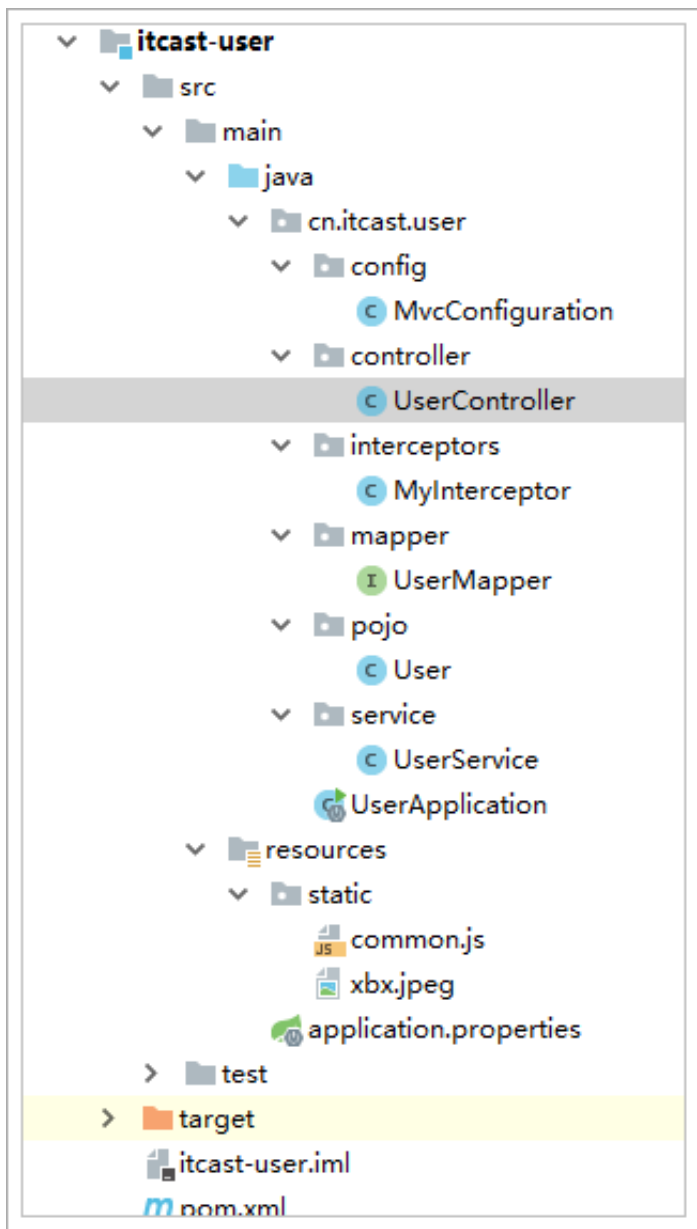 itcast-user
src
main
java
cn.itcast.user
config
C MvcConfiguration
controller
C UserController
interceptors
C MyInterceptor
mapper
I UserMapper
pojo
C User
service
C UserService
C UserApplication
resources
static
JS common.js
xbx.jpeg
application.properties
test
target
itcast-user.iml
m pom.xml